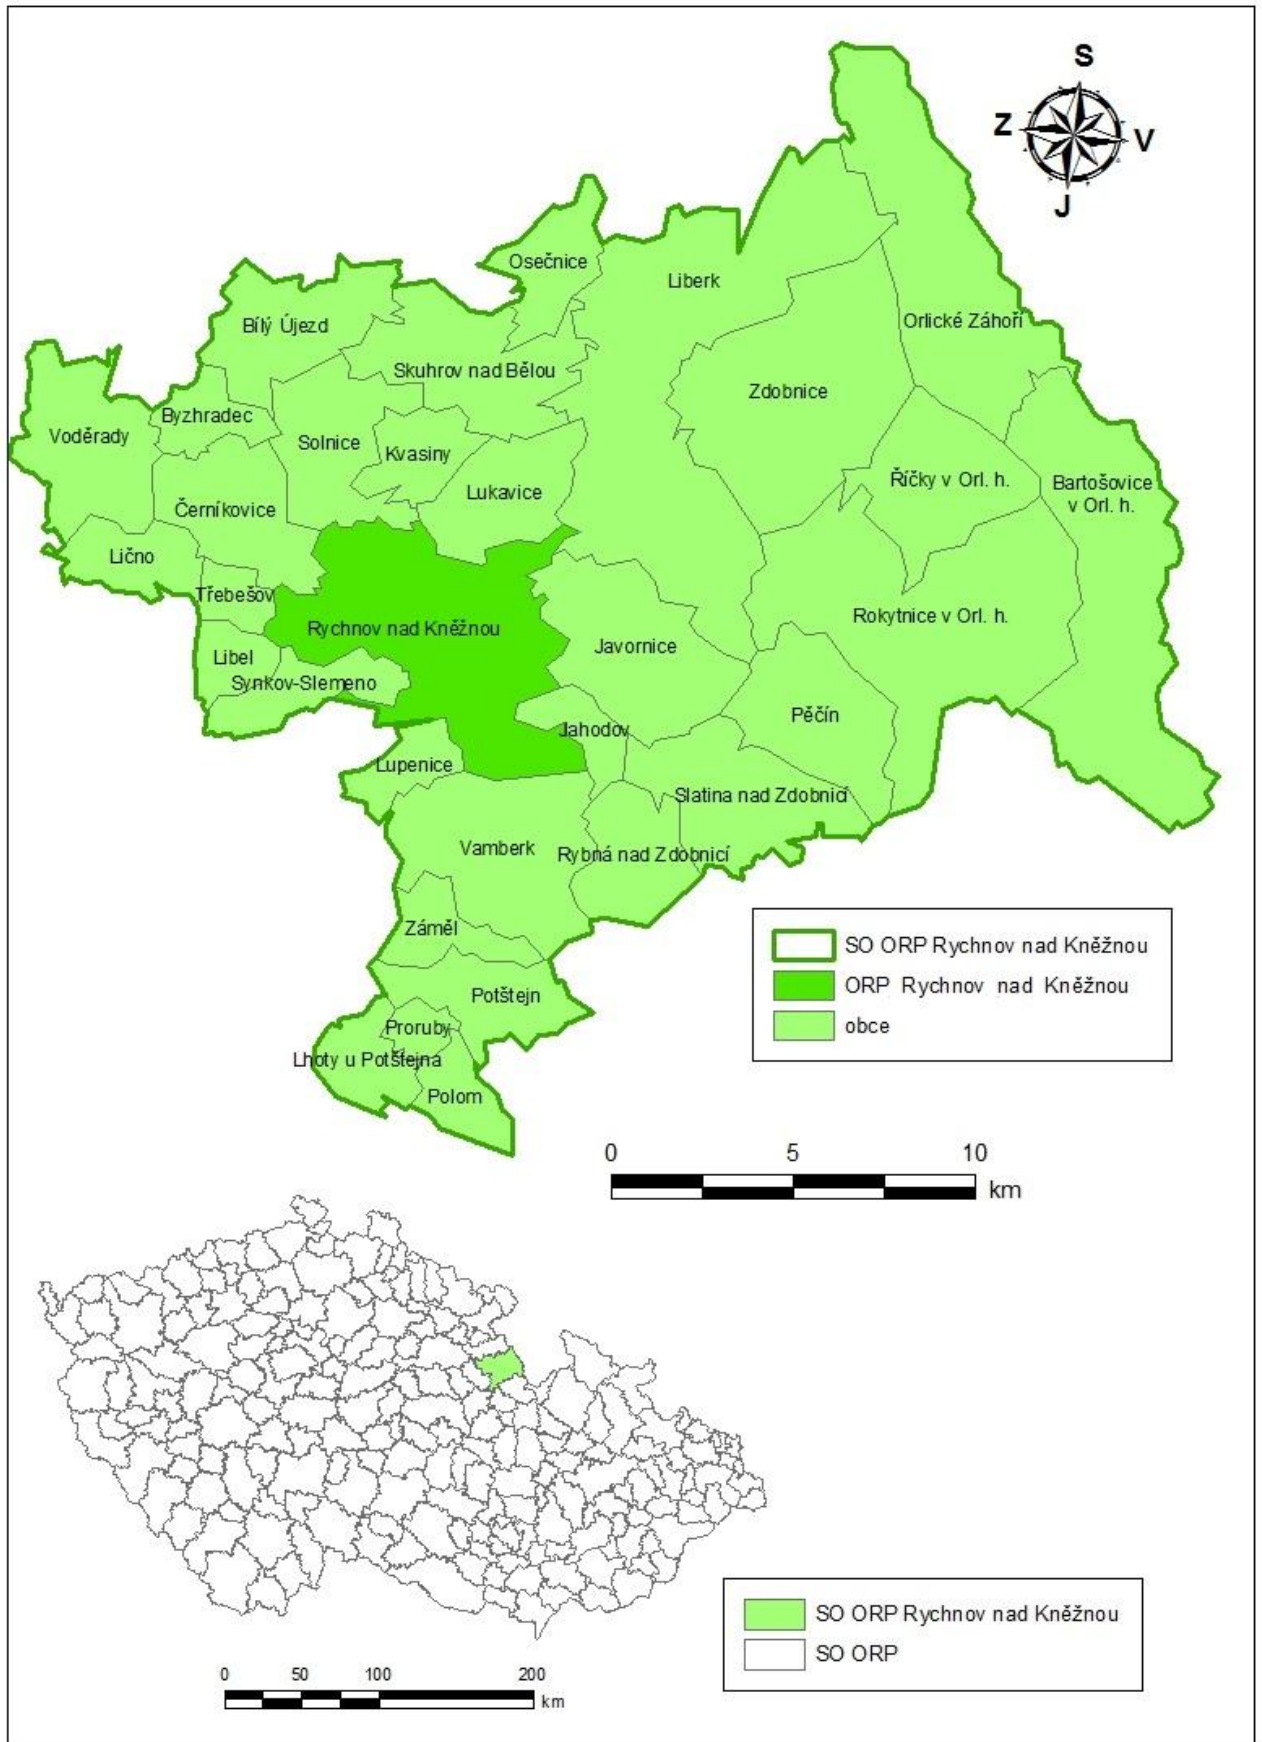 S
Z
V
J
Osečnice
Liberk
Bílý Újezd
Orlické Záhoří
Skuhrov nad Bělou
Zdobnice
Byzhradec
Voděrady
Solnice
Kvasiny
Říčky v Orl. h.
Bartošovice
v Orl. h.
Lukavice
Černíkovice
Lično
Třebešov
Rokytnice v Orl. h.
Rychnov nad Kněžnou
Javornice
Libel
Synkov-Slemeno
Pěčín
Jahodov
Lupenice
Slatina nad Zdobnicí
Vamberk
Rybná nad Zdobnicí
Záměl
Potštejn
Proruby
Lhoty u Potštejna
Polom
SO ORP Rychnov nad Kněžnou
ORP Rychnov nad Kněžnou
obce
0 5 10
km
SO ORP Rychnov nad Kněžnou
SO ORP
0 50 100 200
km